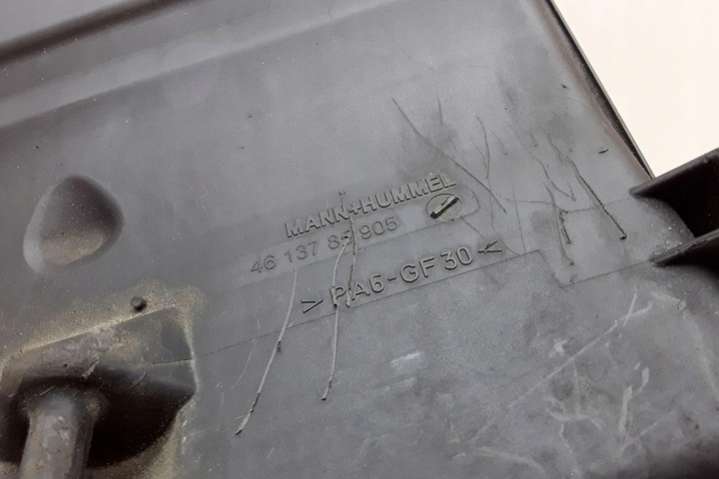 MANN+HUMMEL
46 137 85 905
>PA6-GF30<